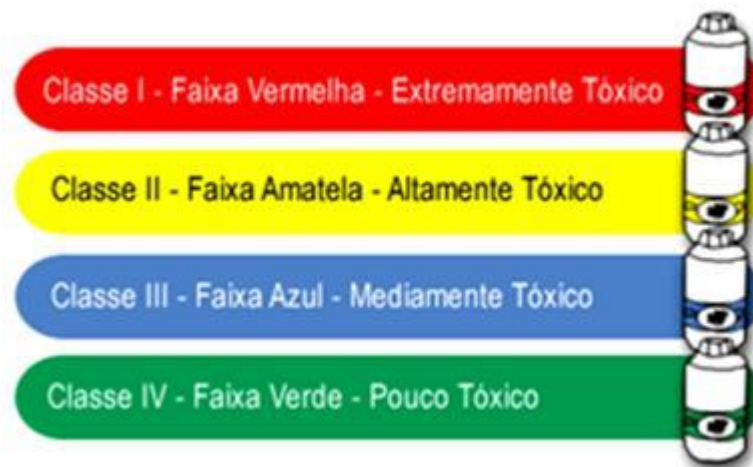 Classe I - Faixa Vermelha - Extremamente Tóxico
Classe II - Faixa Amatela - Altamente Tóxico
Classe III - Faixa Azul - Mediamente Tóxico
Classe IV - Faixa Verde - Pouco Tóxico